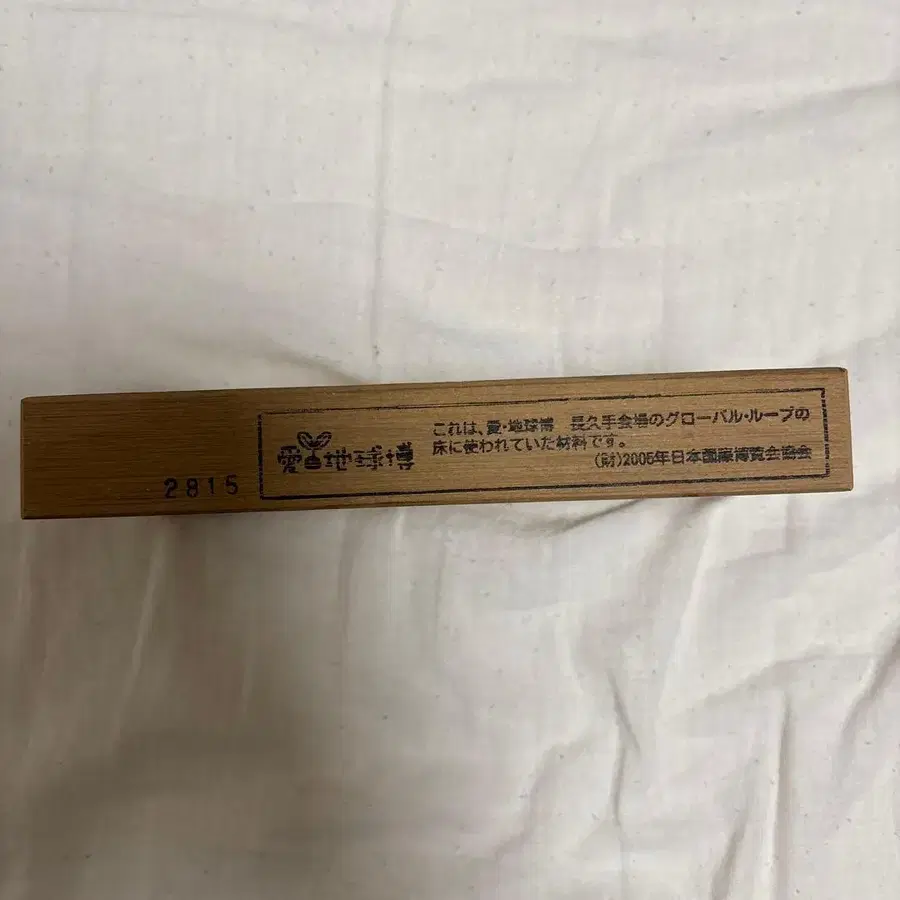 2815
愛・地球博
これは、愛・地球博　長久手会場のグローバル・ループの
床に使われていた材料です。
(財)2005年日本国際博覧会協会